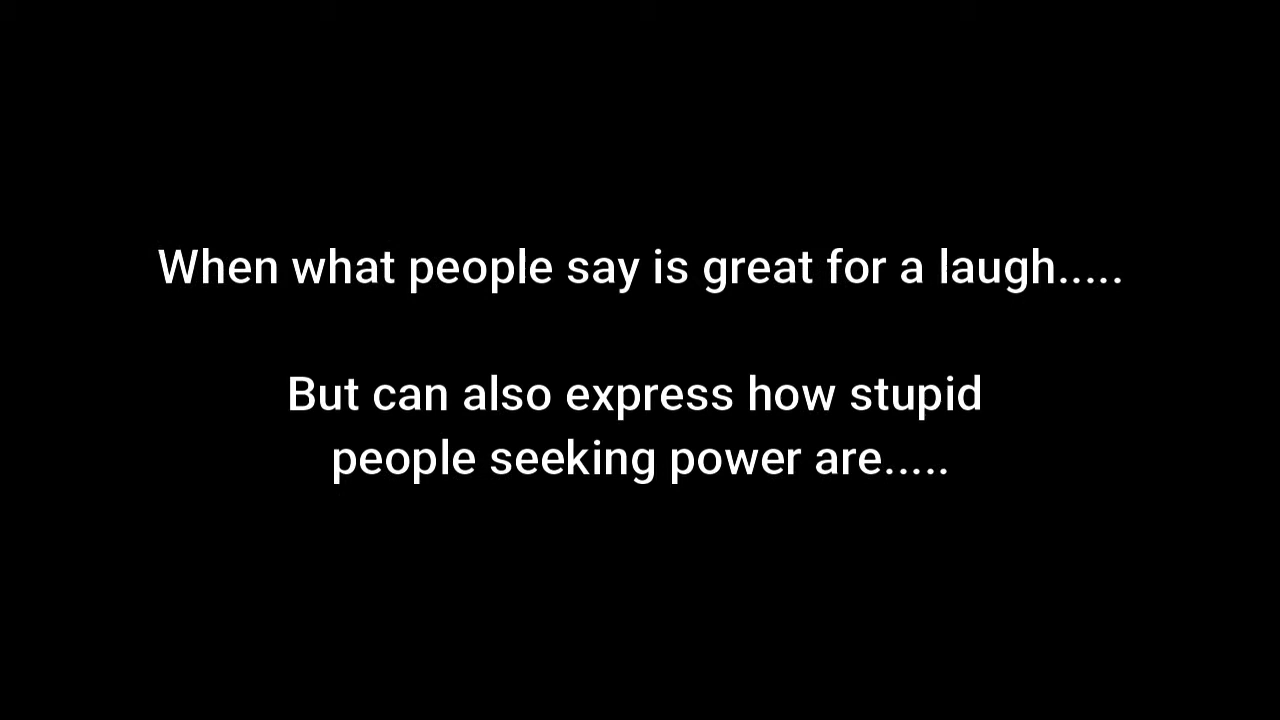 When what people say is great for a laugh.....
But can also express how stupid
people seeking power are.....